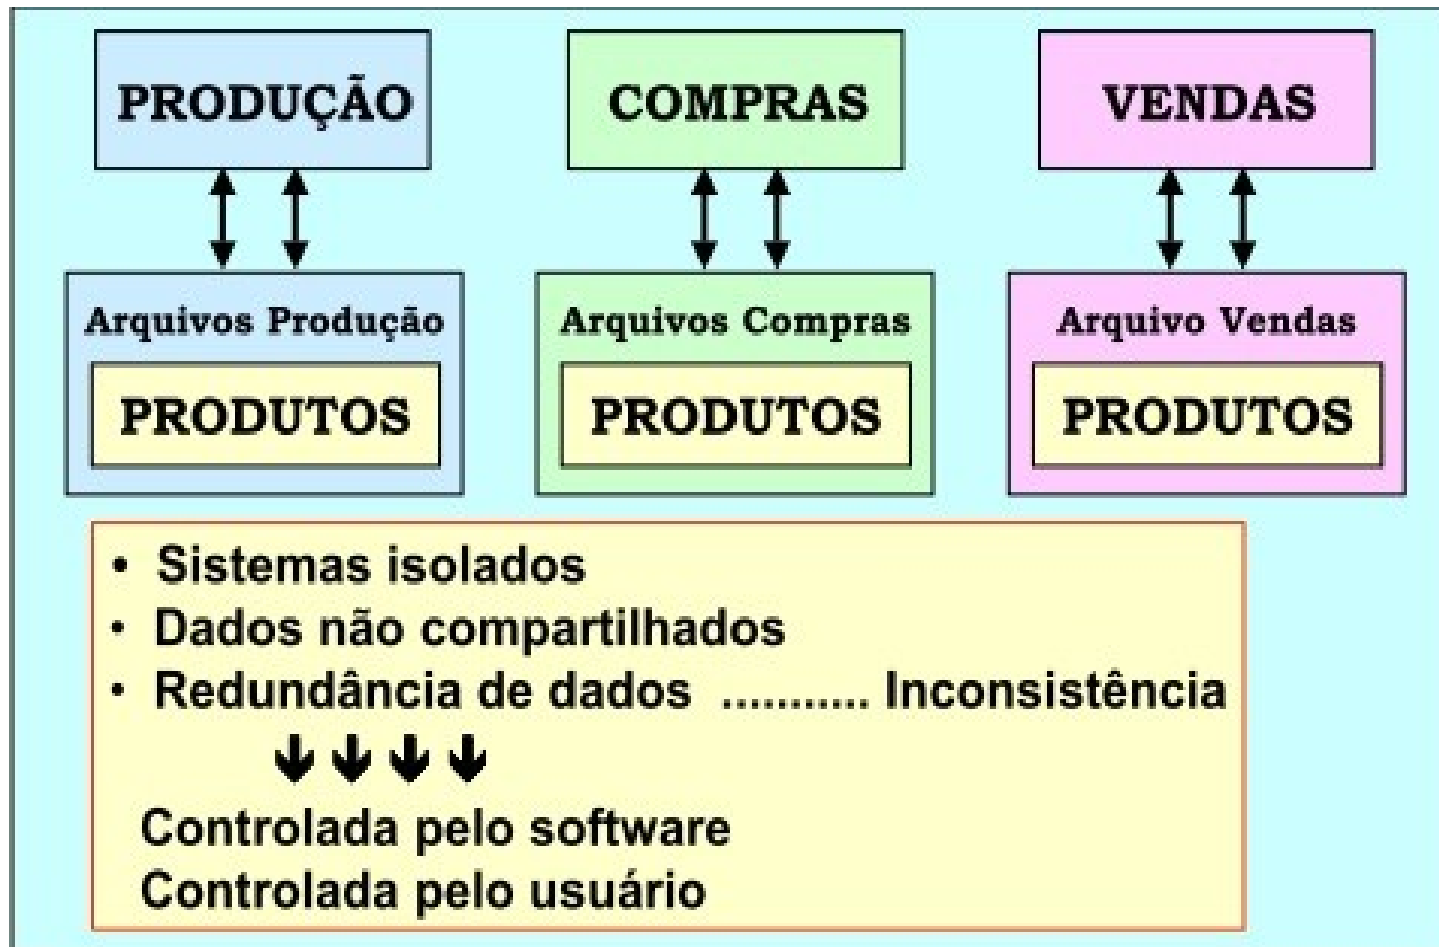 PRODUÇÃO
COMPRAS
VENDAS
Arquivos Produção
PRODUTOS
Arquivos Compras
PRODUTOS
Arquivo Vendas
PRODUTOS
• Sistemas isolados
• Dados não compartilhados
• Redundância de dados ........... Inconsistência
Controlada pelo software
Controlada pelo usuário